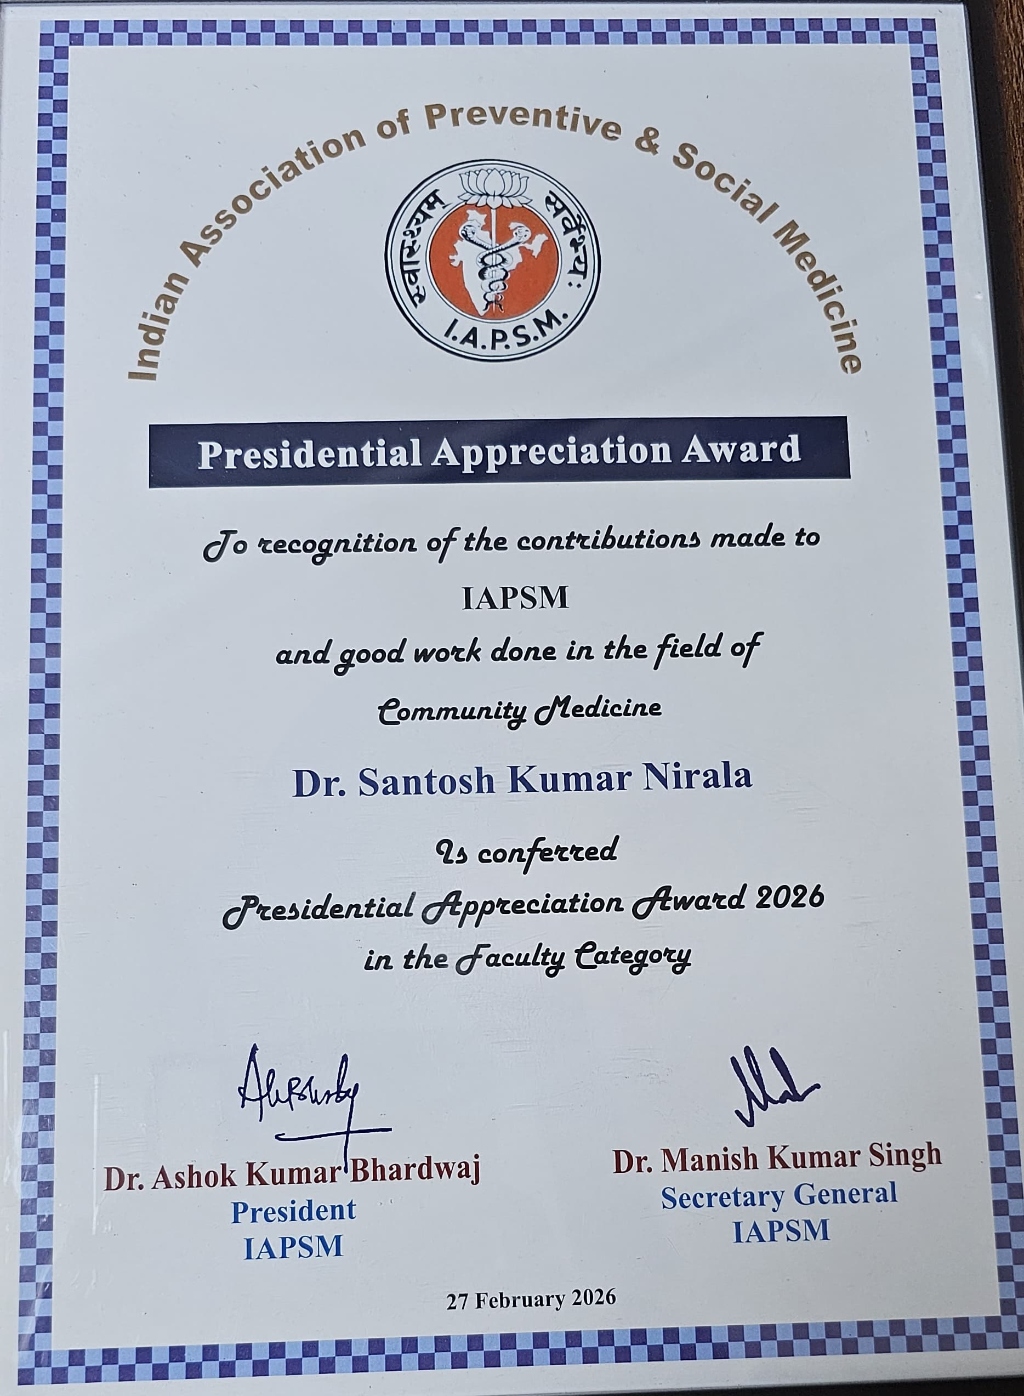 Indian Association of Preventive & Social Medicine
स्वास्थ्यम् सर्वेभ्यः
I.A.P.S.M.
Presidential Appreciation Award
To recognition of the contributions made to
IAPSM
and good work done in the field of
Community Medicine
Dr. Santosh Kumar Nirala
Is conferred
Presidential Appreciation Award 2026
in the Faculty Category
Dr. Ashok Kumar Bhardwaj
President
IAPSM
Dr. Manish Kumar Singh
Secretary General
IAPSM
27 February 2026